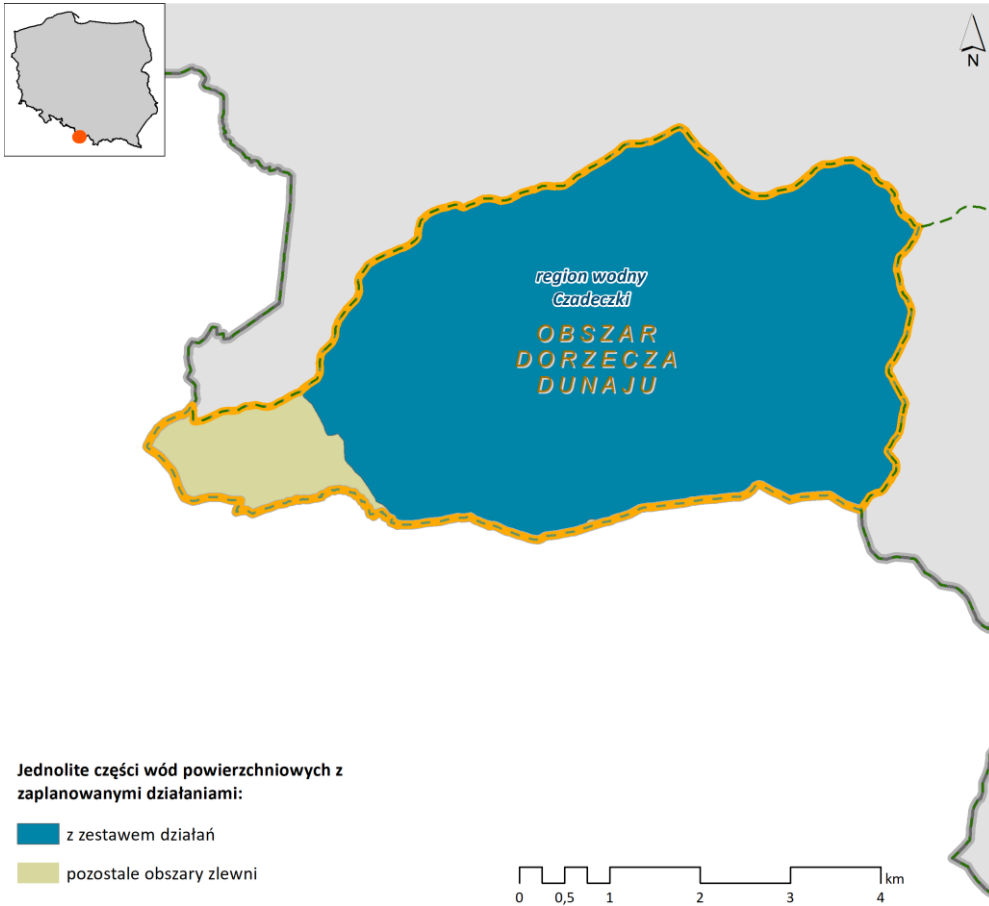 N
region wodny
Czadeczki
OBSZAR
DORZECZA
DUNAJU
Jednolite części wód powierzchniowych z
zaplanowanymi działaniami:
z zestawem działań
pozostałe obszary zlewni
km
0 0,5 1 2 3 4